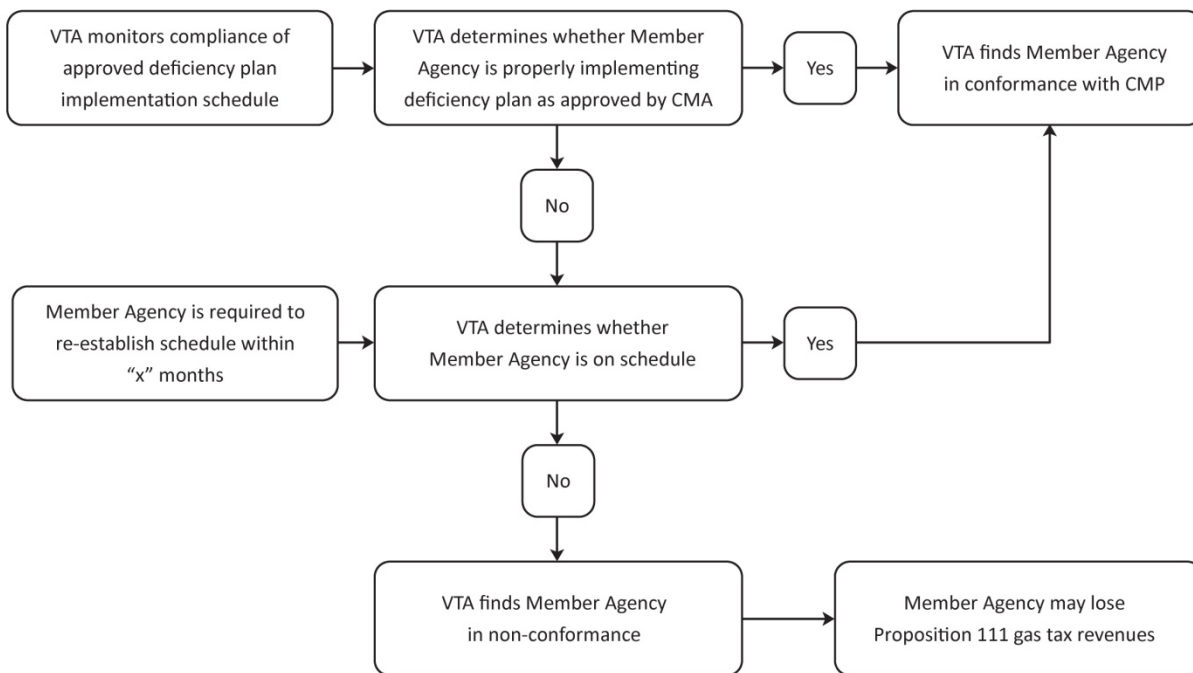 VTA monitors compliance of
approved deficiency plan
implementation schedule
VTA determines whether Member
Agency is properly implementing
deficiency plan as approved by CMA
Yes
VTA finds Member Agency
in conformance with CMP
No
Member Agency is required to
re-establish schedule within
“x” months
VTA determines whether
Member Agency is on schedule
Yes
No
VTA finds Member Agency
in non-conformance
Member Agency may lose
Proposition 111 gas tax revenues